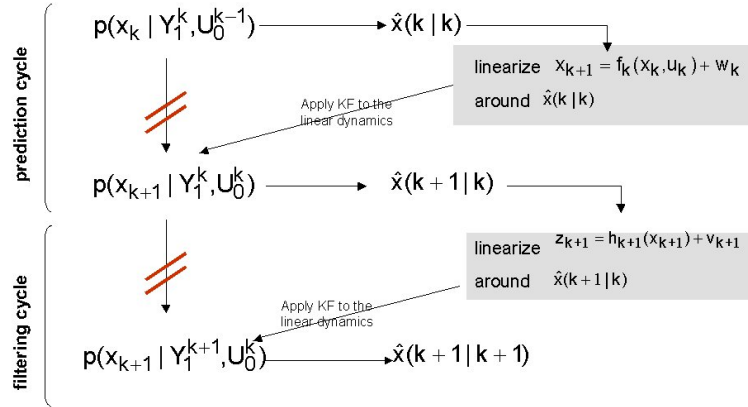 prediction cycle
p(x_k | Y_1^k, U_0^{k-1})
x̂(k | k)
linearize x_{k+1} = f_k(x_k, u_k) + w_k
around x̂(k | k)
Apply KF to the
linear dynamics
p(x_{k+1} | Y_1^k, U_0^k)
x̂(k + 1 | k)
filtering cycle
linearize z_{k+1} = h_{k+1}(x_{k+1}) + v_{k+1}
around x̂(k + 1 | k)
Apply KF to the
linear dynamics
p(x_{k+1} | Y_1^{k+1}, U_0^k)
x̂(k + 1 | k + 1)